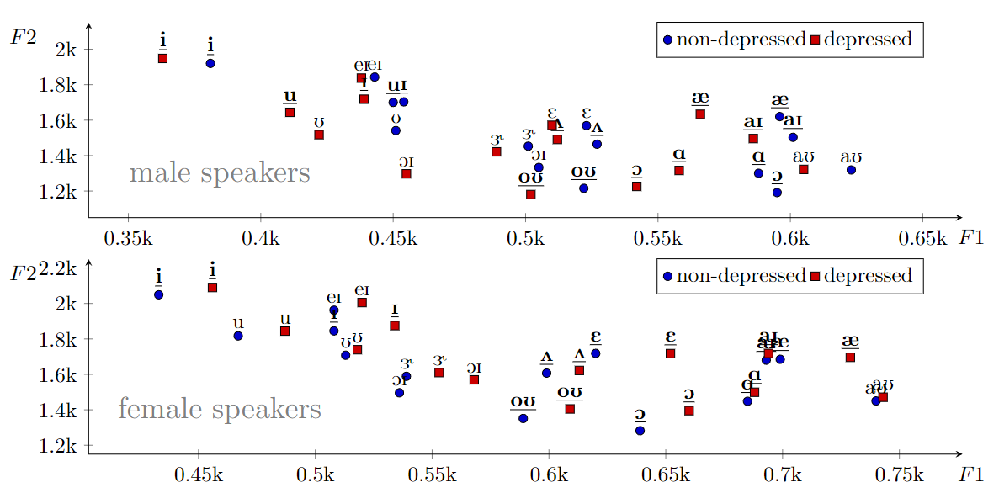 F2
2k
1.8k
1.6k
1.4k
1.2k
non-depressed depressed
i i
eɪ eɪ
ɪ
u u ɪ
ʊ ʊ
ɔɪ
ɝ ɝ
ɔɪ
ɛ ɛ
ʌ ʌ
oʊ oʊ
ɔ ɔ
ɑ ɑ
æ æ
aɪ aɪ
aʊ aʊ
male speakers
0.35k 0.4k 0.45k 0.5k 0.55k 0.6k 0.65k F1
F2
2.2k
2k
1.8k
1.6k
1.4k
1.2k
non-depressed depressed
i i
u u
eɪ eɪ
ɪ ɪ
ʊ ʊ
ɝ ɝ
ɔɪ ɔɪ
ʌ ʌ
ɛ ɛ
oʊ oʊ
ɔ ɔ
ɑ ɑ
aɪ aɪ
æ æ
aʊ aʊ
female speakers
0.45k 0.5k 0.55k 0.6k 0.65k 0.7k 0.75k F1